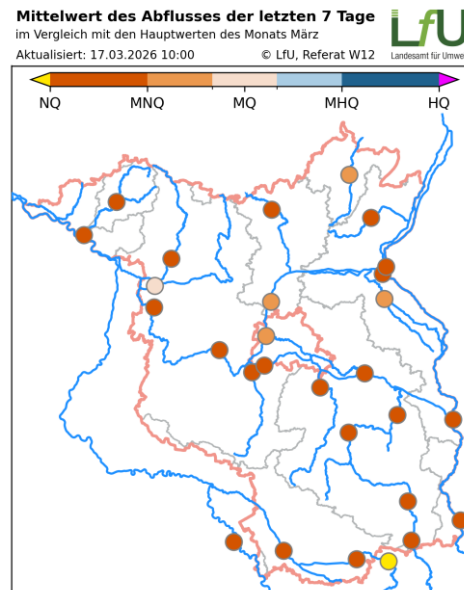 Mittelwert des Abflusses der letzten 7 Tage
im Vergleich mit den Hauptwerten des Monats März
Aktualisiert: 17.03.2026 10:00 © LfU, Referat W12
LfU
Landesamt für Umwe
NQ MNQ MQ MHQ HQ